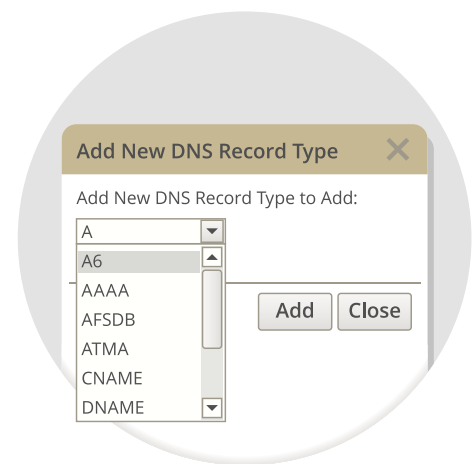 Add New DNS Record Type
Add New DNS Record Type to Add:
A
A6
AAAA
AFSDB
ATMA
CNAME
DNAME
Add Close